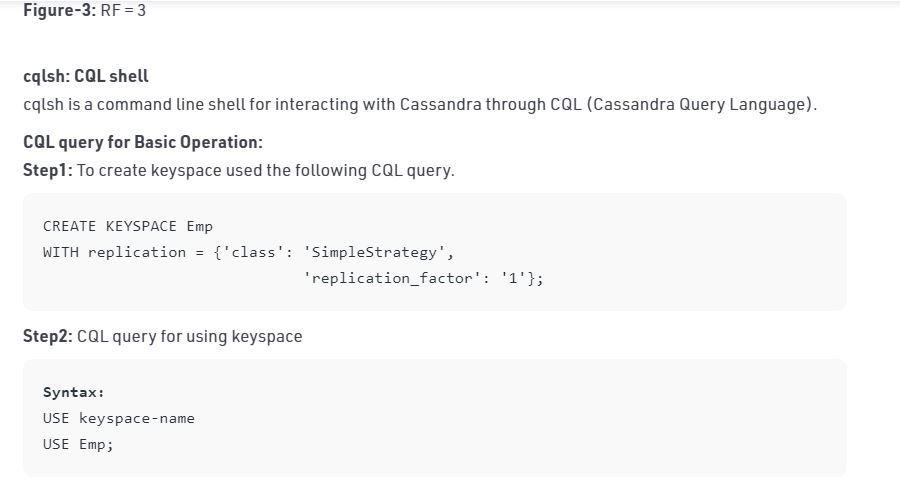 Figure-3: RF = 3
cqlsh: CQL shell
cqlsh is a command line shell for interacting with Cassandra through CQL (Cassandra Query Language).
CQL query for Basic Operation:
Step1: To create keyspace used the following CQL query.
CREATE KEYSPACE Emp
WITH replication = {'class': 'SimpleStrategy',
'replication_factor': '1'};
Step2: CQL query for using keyspace
Syntax:
USE keyspace-name
USE Emp;